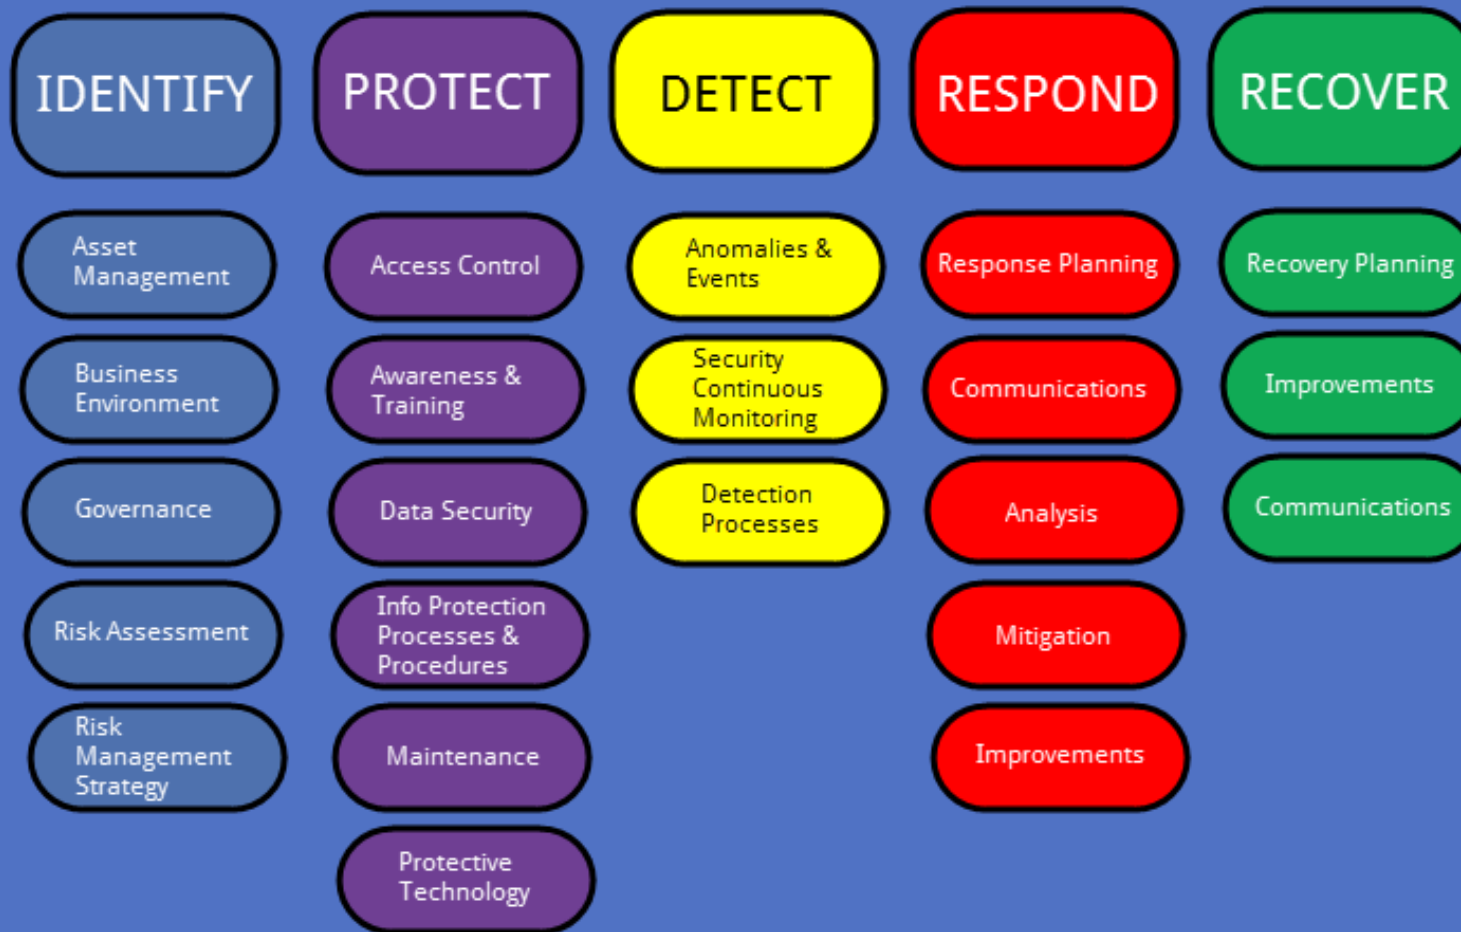 IDENTIFY
PROTECT
DETECT
RESPOND
RECOVER
Asset
Management
Business
Environment
Governance
Risk Assessment
Risk
Management
Strategy
Access Control
Awareness &
Training
Data Security
Info Protection
Processes &
Procedures
Maintenance
Protective
Technology
Anomalies &
Events
Security
Continuous
Monitoring
Detection
Processes
Response Planning
Communications
Analysis
Mitigation
Improvements
Recovery Planning
Improvements
Communications